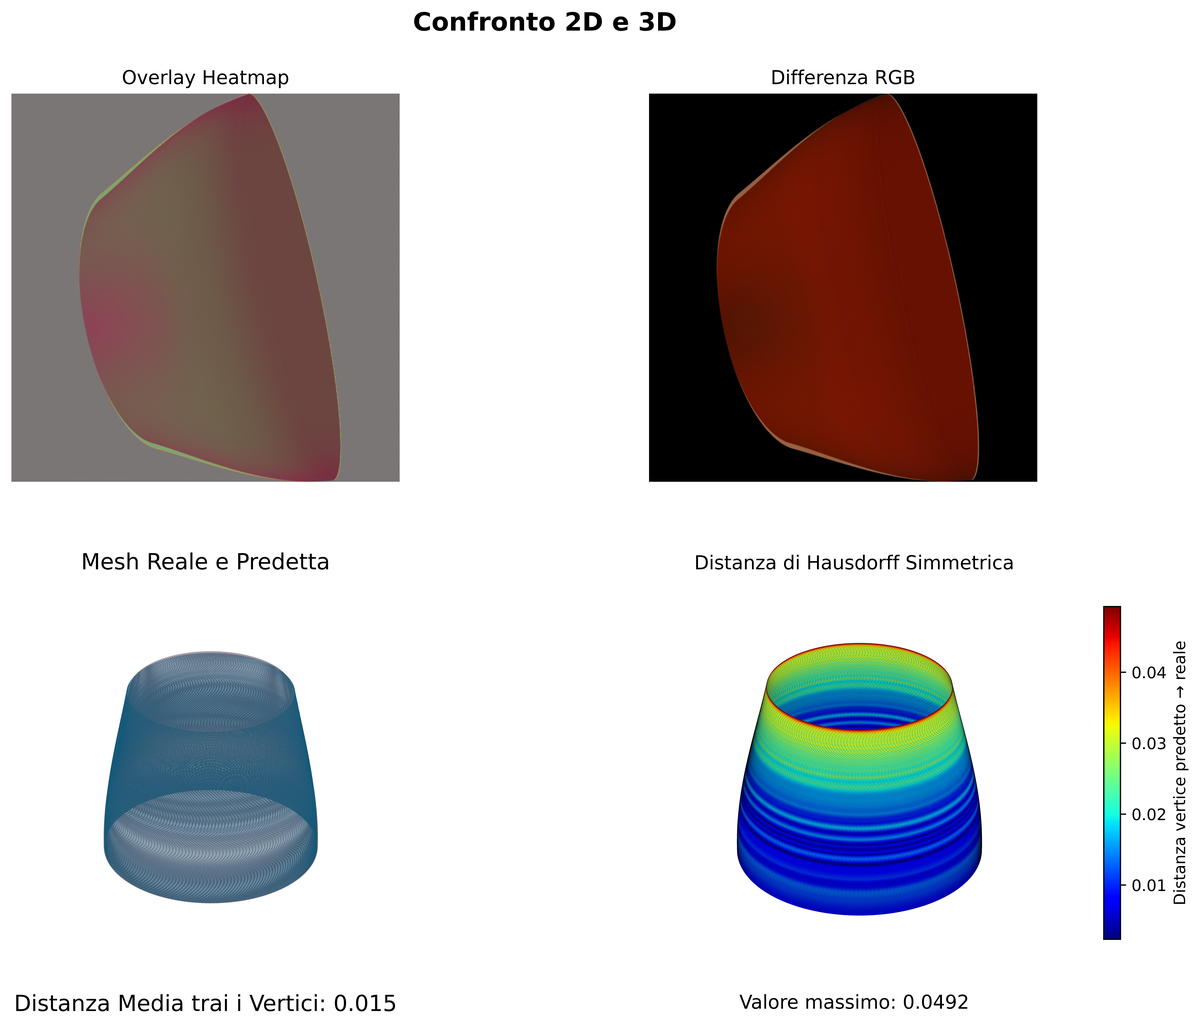 Confronto 2D e 3D
Overlay Heatmap
Differenza RGB
Mesh Reale e Predetta
Distanza di Hausdorff Simmetrica
0.04
0.03
0.02
0.01
Distanza vertice predetto → reale
Distanza Media trai i Vertici: 0.015
Valore massimo: 0.0492